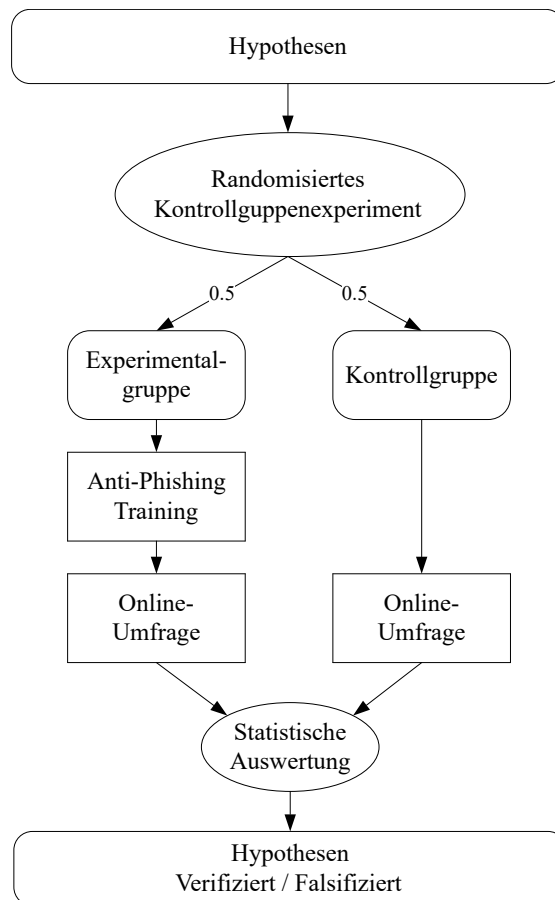 Hypothesen
Randomisiertes
Kontrollguppenexperiment
0.5
0.5
Experimental-
gruppe
Kontrollgruppe
Anti-Phishing
Training
Online-
Umfrage
Online-
Umfrage
Statistische
Auswertung
Hypothesen
Verifiziert / Falsifiziert